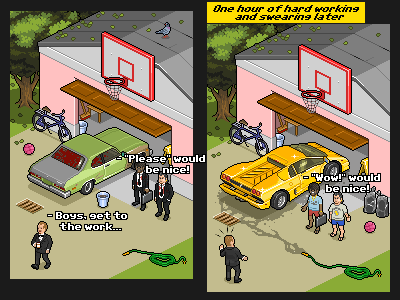 - "Please" would
be nice!
- Boys, get to
the work...
One hour of hard working
and swearing later
- "Wow!" would
be nice!